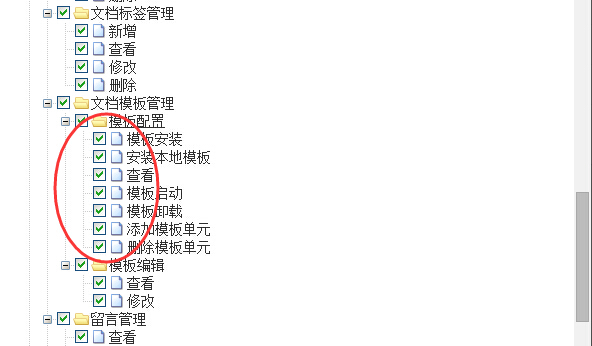 文档标签管理
新增
查看
修改
删除
文档模板管理
模板配置
模板安装
安装本地模板
查看
模板启动
模板卸载
添加模板单元
删除模板单元
模板编辑
查看
修改
留言管理
查看